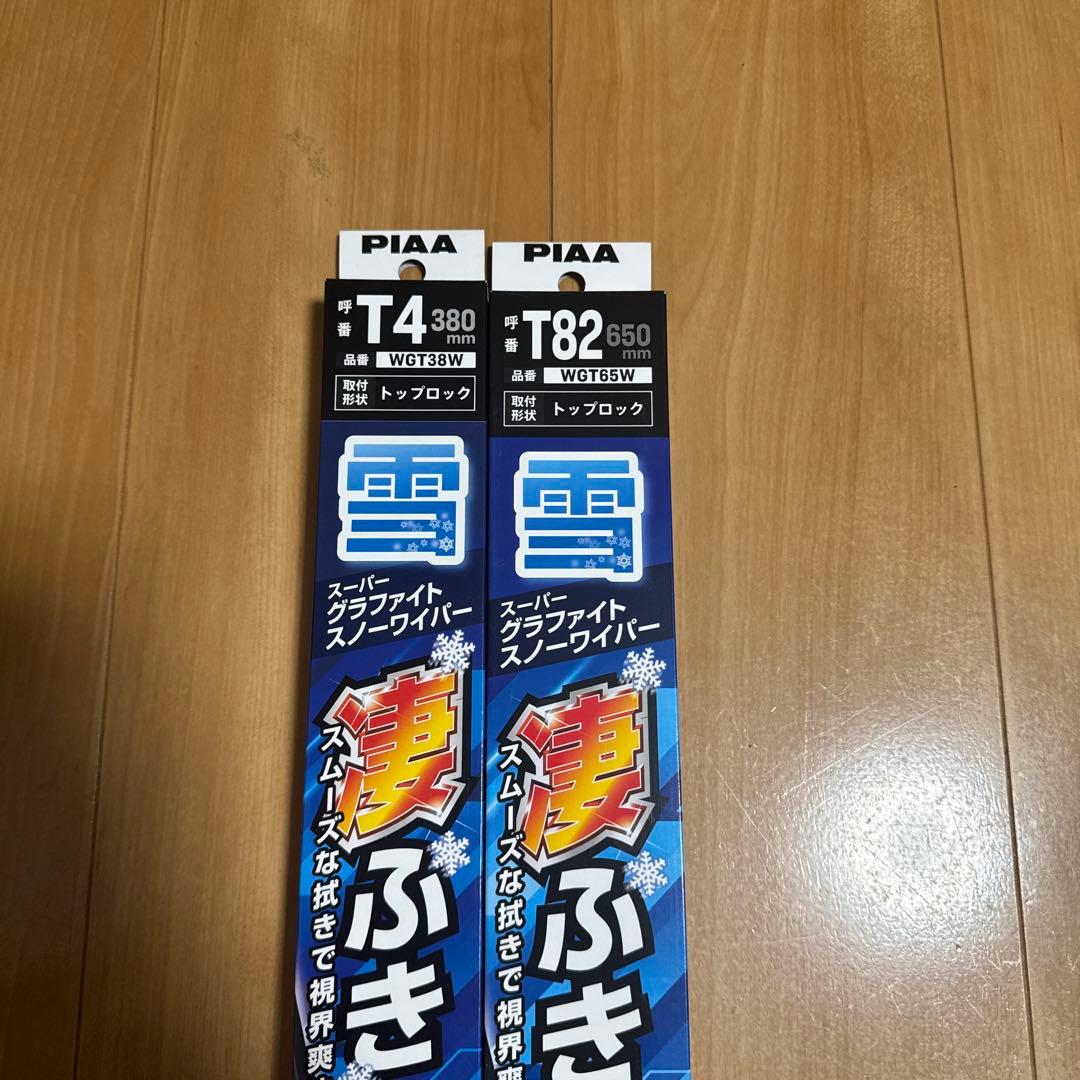 PIAA
呼番 T4 380mm
品番 WGT38W
取付形状 トップロック
雪
スーパー
グラファイト
スノーワイパー
凄ふき
スムーズな拭きで視界爽
PIAA
呼番 T82 650mm
品番 WGT65W
取付形状 トップロック
雪
スーパー
グラファイト
スノーワイパー
凄ふき
スムーズな拭きで視界爽